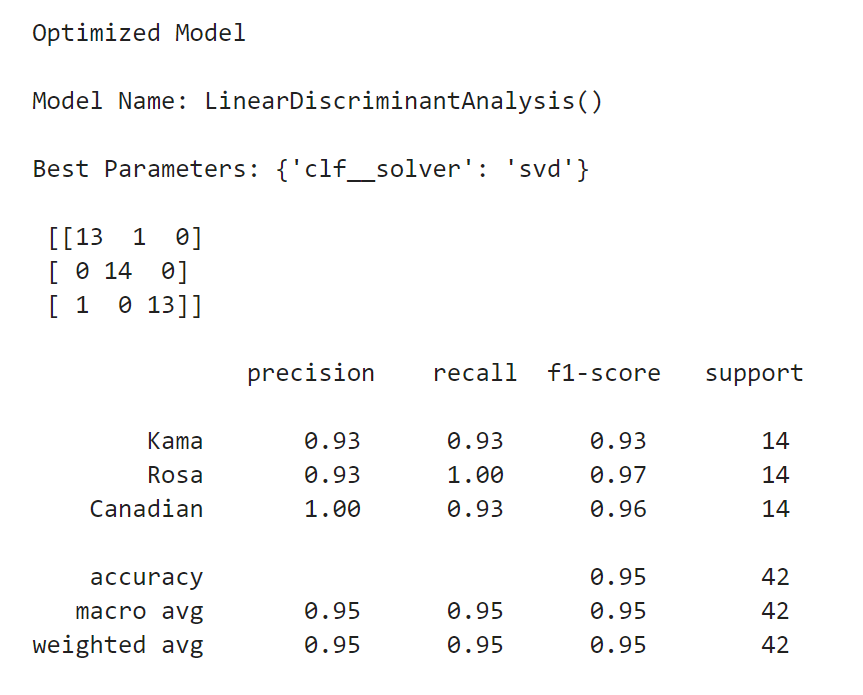 Optimized Model
Model Name: LinearDiscriminantAnalysis()
Best Parameters: {'clf__solver': 'svd'}
[[13  1  0]
[ 0 14  0]
[ 1  0 13]]
precision    recall  f1-score   support
Kama       0.93      0.93      0.93        14
Rosa       0.93      1.00      0.97        14
Canadian       1.00      0.93      0.96        14
accuracy                           0.95        42
macro avg       0.95      0.95      0.95        42
weighted avg       0.95      0.95      0.95        42